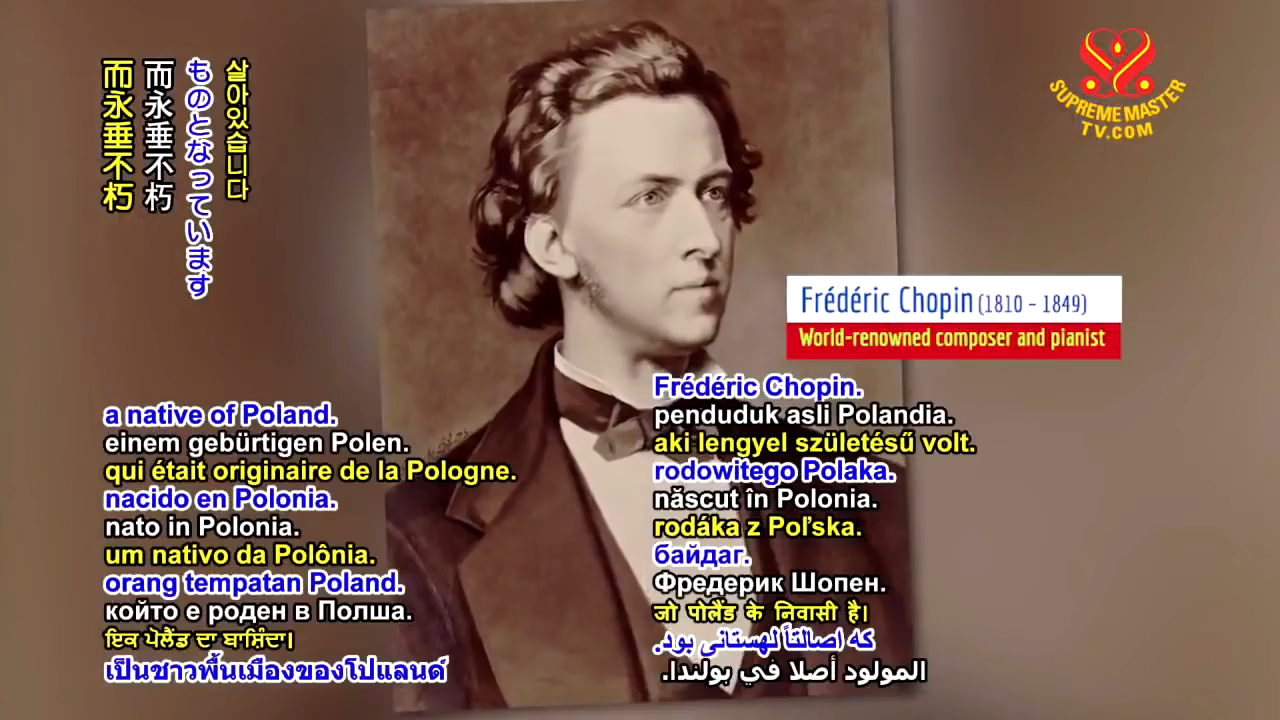 살아있습니다
ものとなっています
而永垂不朽
而永垂不朽
SUPREME MASTER
TV.COM
Frédéric Chopin (1810 - 1849)
World-renowned composer and pianist
a native of Poland.
einem gebürtigen Polen.
qui était originaire de la Pologne.
nacido en Polonia.
nato in Polonia.
um nativo da Polônia.
orang tempatan Poland.
който е роден в Полша.
ਇਕ ਪੋਲੈਂਡ ਦਾ ਬਾਸ਼ਿੰਦਾ।
เป็นชาวพื้นเมืองของโปแลนด์
Frédéric Chopin.
penduduk asli Polandia.
aki lengyel születésű volt.
rodowitego Polaka.
născut în Polonia.
rodáka z Poľska.
байдаг.
Фредерик Шопен.
जो पोलैंड के निवासी है।
که اصالتاً لهستانی بود.
المولود أصلا في بولندا.